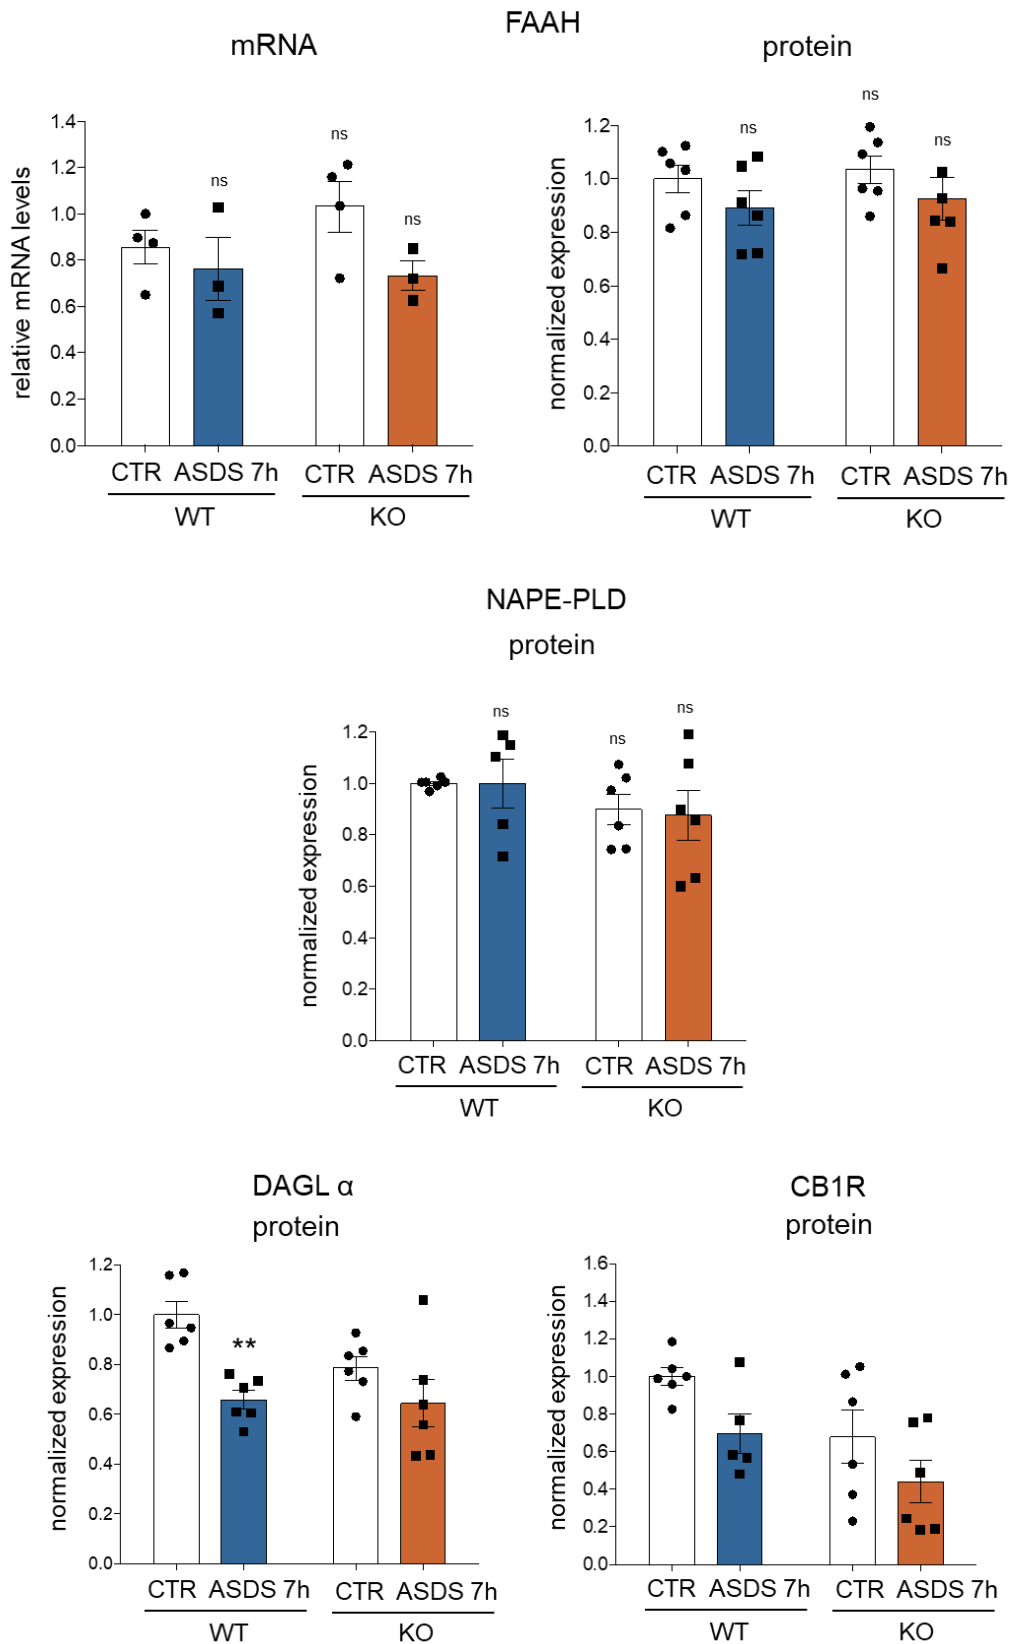 FAAH
mRNA
protein
relative mRNA levels
1.4
1.2
1.0
0.8
0.6
0.4
0.2
0.0
ns
ns
ns
CTR ASDS 7h CTR ASDS 7h
WT KO
normalized expression
1.2
1.0
0.8
0.6
0.4
0.2
0.0
ns
ns
ns
CTR ASDS 7h CTR ASDS 7h
WT KO
NAPE-PLD
protein
normalized expression
1.2
1.0
0.8
0.6
0.4
0.2
0.0
ns
ns
ns
CTR ASDS 7h CTR ASDS 7h
WT KO
DAGL α
protein
normalized expression
1.2
1.0
0.8
0.6
0.4
0.2
0.0
**
CTR ASDS 7h CTR ASDS 7h
WT KO
CB1R
protein
normalized expression
1.6
1.4
1.2
1.0
0.8
0.6
0.4
0.2
0.0
CTR ASDS 7h CTR ASDS 7h
WT KO